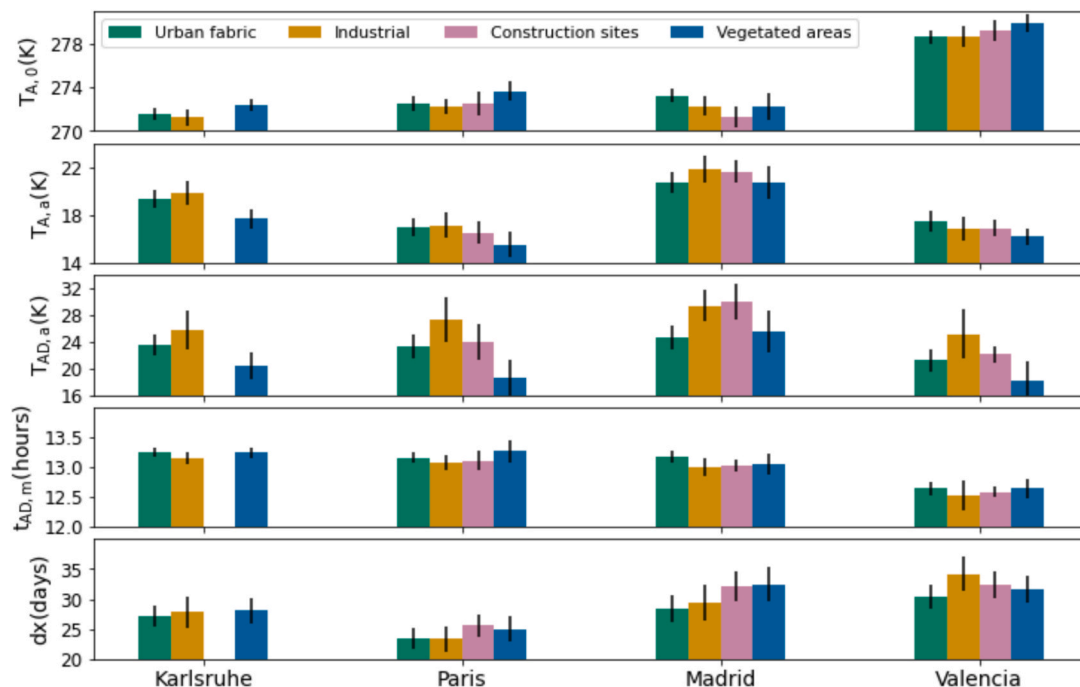 Urban fabric Industrial Construction sites Vegetated areas
T_A,0(K)
278
274
270
T_A,a(K)
22
18
14
T_AD,a(K)
32
28
24
20
16
t_AD,m(hours)
13.5
13.0
12.5
12.0
dx(days)
35
30
25
20
Karlsruhe Paris Madrid Valencia